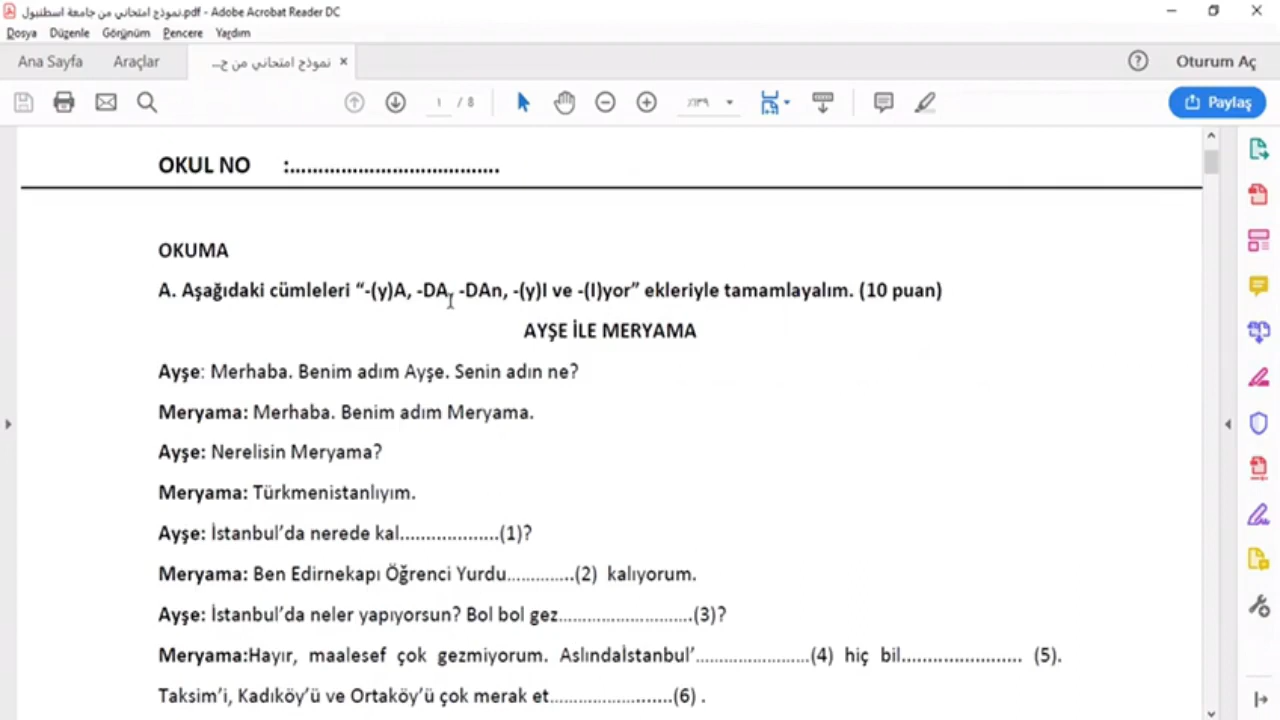 نموذج امتحاني من جامعة اسطنبول.pdf - Adobe Acrobat Reader DC
Dosya Düzenle Görünüm Pencere Yardım
Ana Sayfa Araçlar نموذج امتحاني من ج... × Oturum Aç
١ / 8 Paylaş
OKUL NO :...................................
OKUMA
A. Aşağıdaki cümleleri “-(y)A, -DA, -DAn, -(y)I ve -(I)yor” ekleriyle tamamlayalım. (10 puan)
AYŞE İLE MERYAMA
Ayşe: Merhaba. Benim adım Ayşe. Senin adın ne?
Meryama: Merhaba. Benim adım Meryama.
Ayşe: Nerelisin Meryama?
Meryama: Türkmenistanlıyım.
Ayşe: İstanbul’da nerede kal...................(1)?
Meryama: Ben Edirnekapı Öğrenci Yurdu.............(2) kalıyorum.
Ayşe: İstanbul’da neler yapıyorsun? Bol bol gez..........................(3)?
Meryama:Hayır, maalesef çok gezmiyorum. Aslındaİstanbul’......................(4) hiç bil....................... (5).
Taksim’i, Kadıköy’ü ve Ortaköy’ü çok merak et........................(6) .